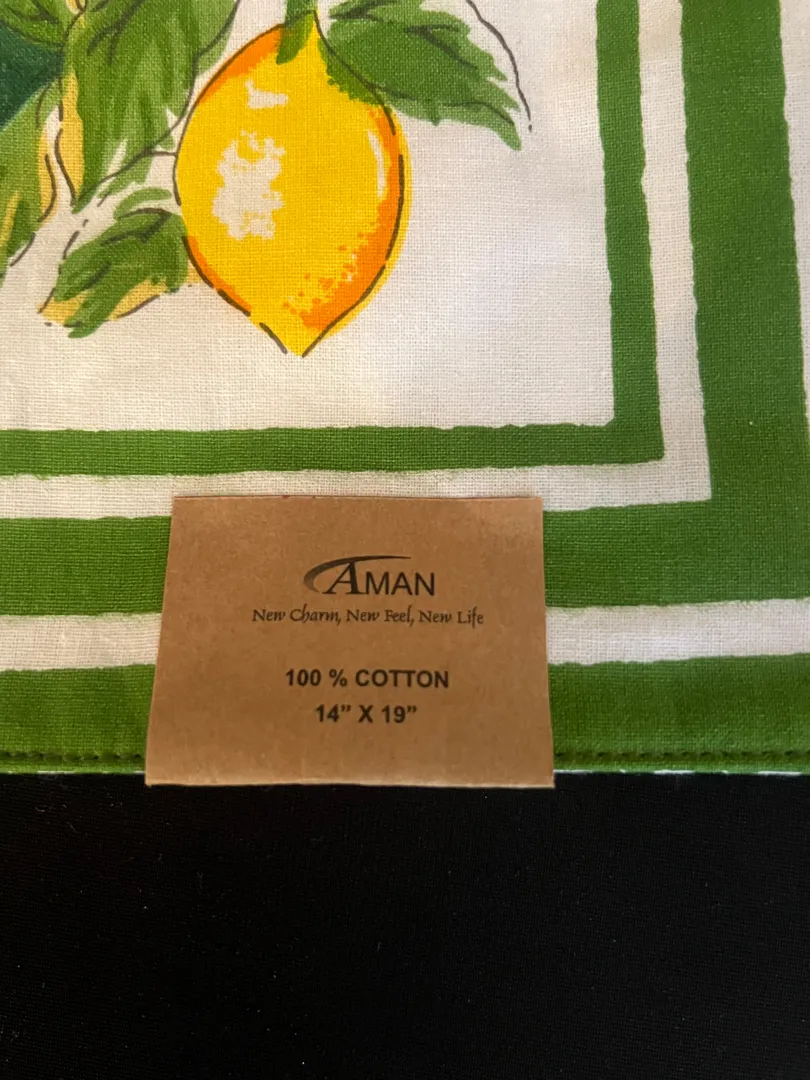 AMAN
New Charm, New Feel, New Life
100 % COTTON
14” X 19”